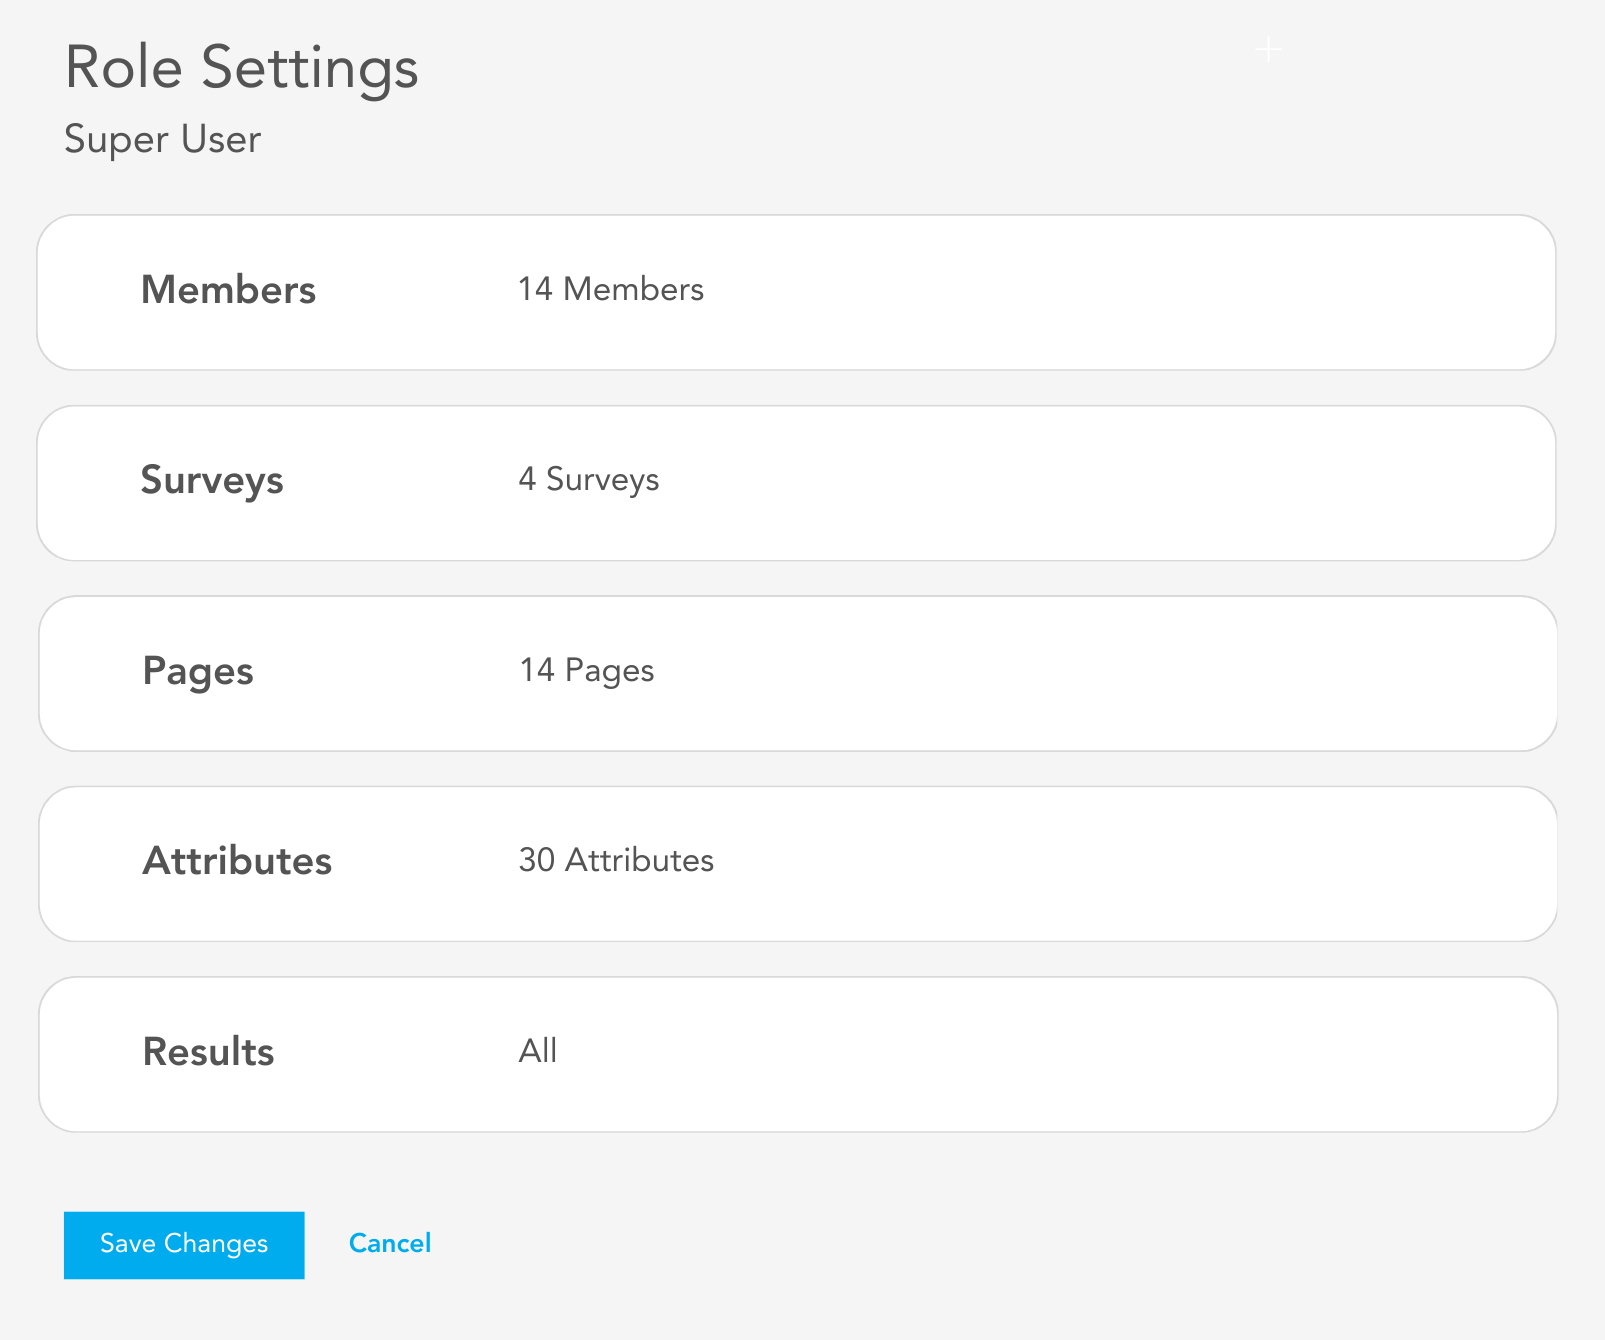 Role Settings
Super User
Members 14 Members
Surveys 4 Surveys
Pages 14 Pages
Attributes 30 Attributes
Results All
Save Changes Cancel